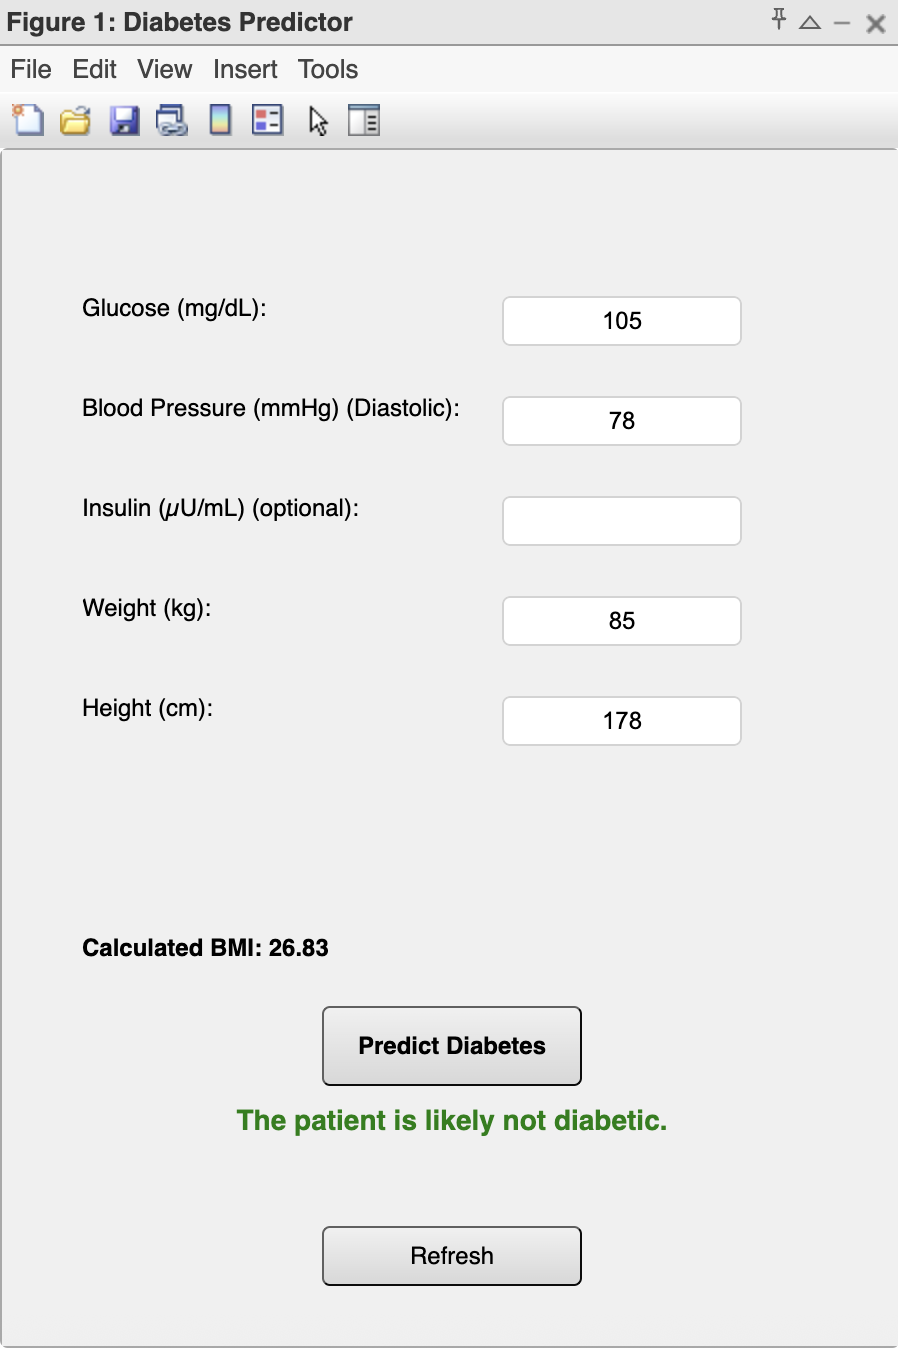 Figure 1: Diabetes Predictor
File Edit View Insert Tools
Glucose (mg/dL):
105
Blood Pressure (mmHg) (Diastolic):
78
Insulin (μU/mL) (optional):
Weight (kg):
85
Height (cm):
178
Calculated BMI: 26.83
Predict Diabetes
The patient is likely not diabetic.
Refresh